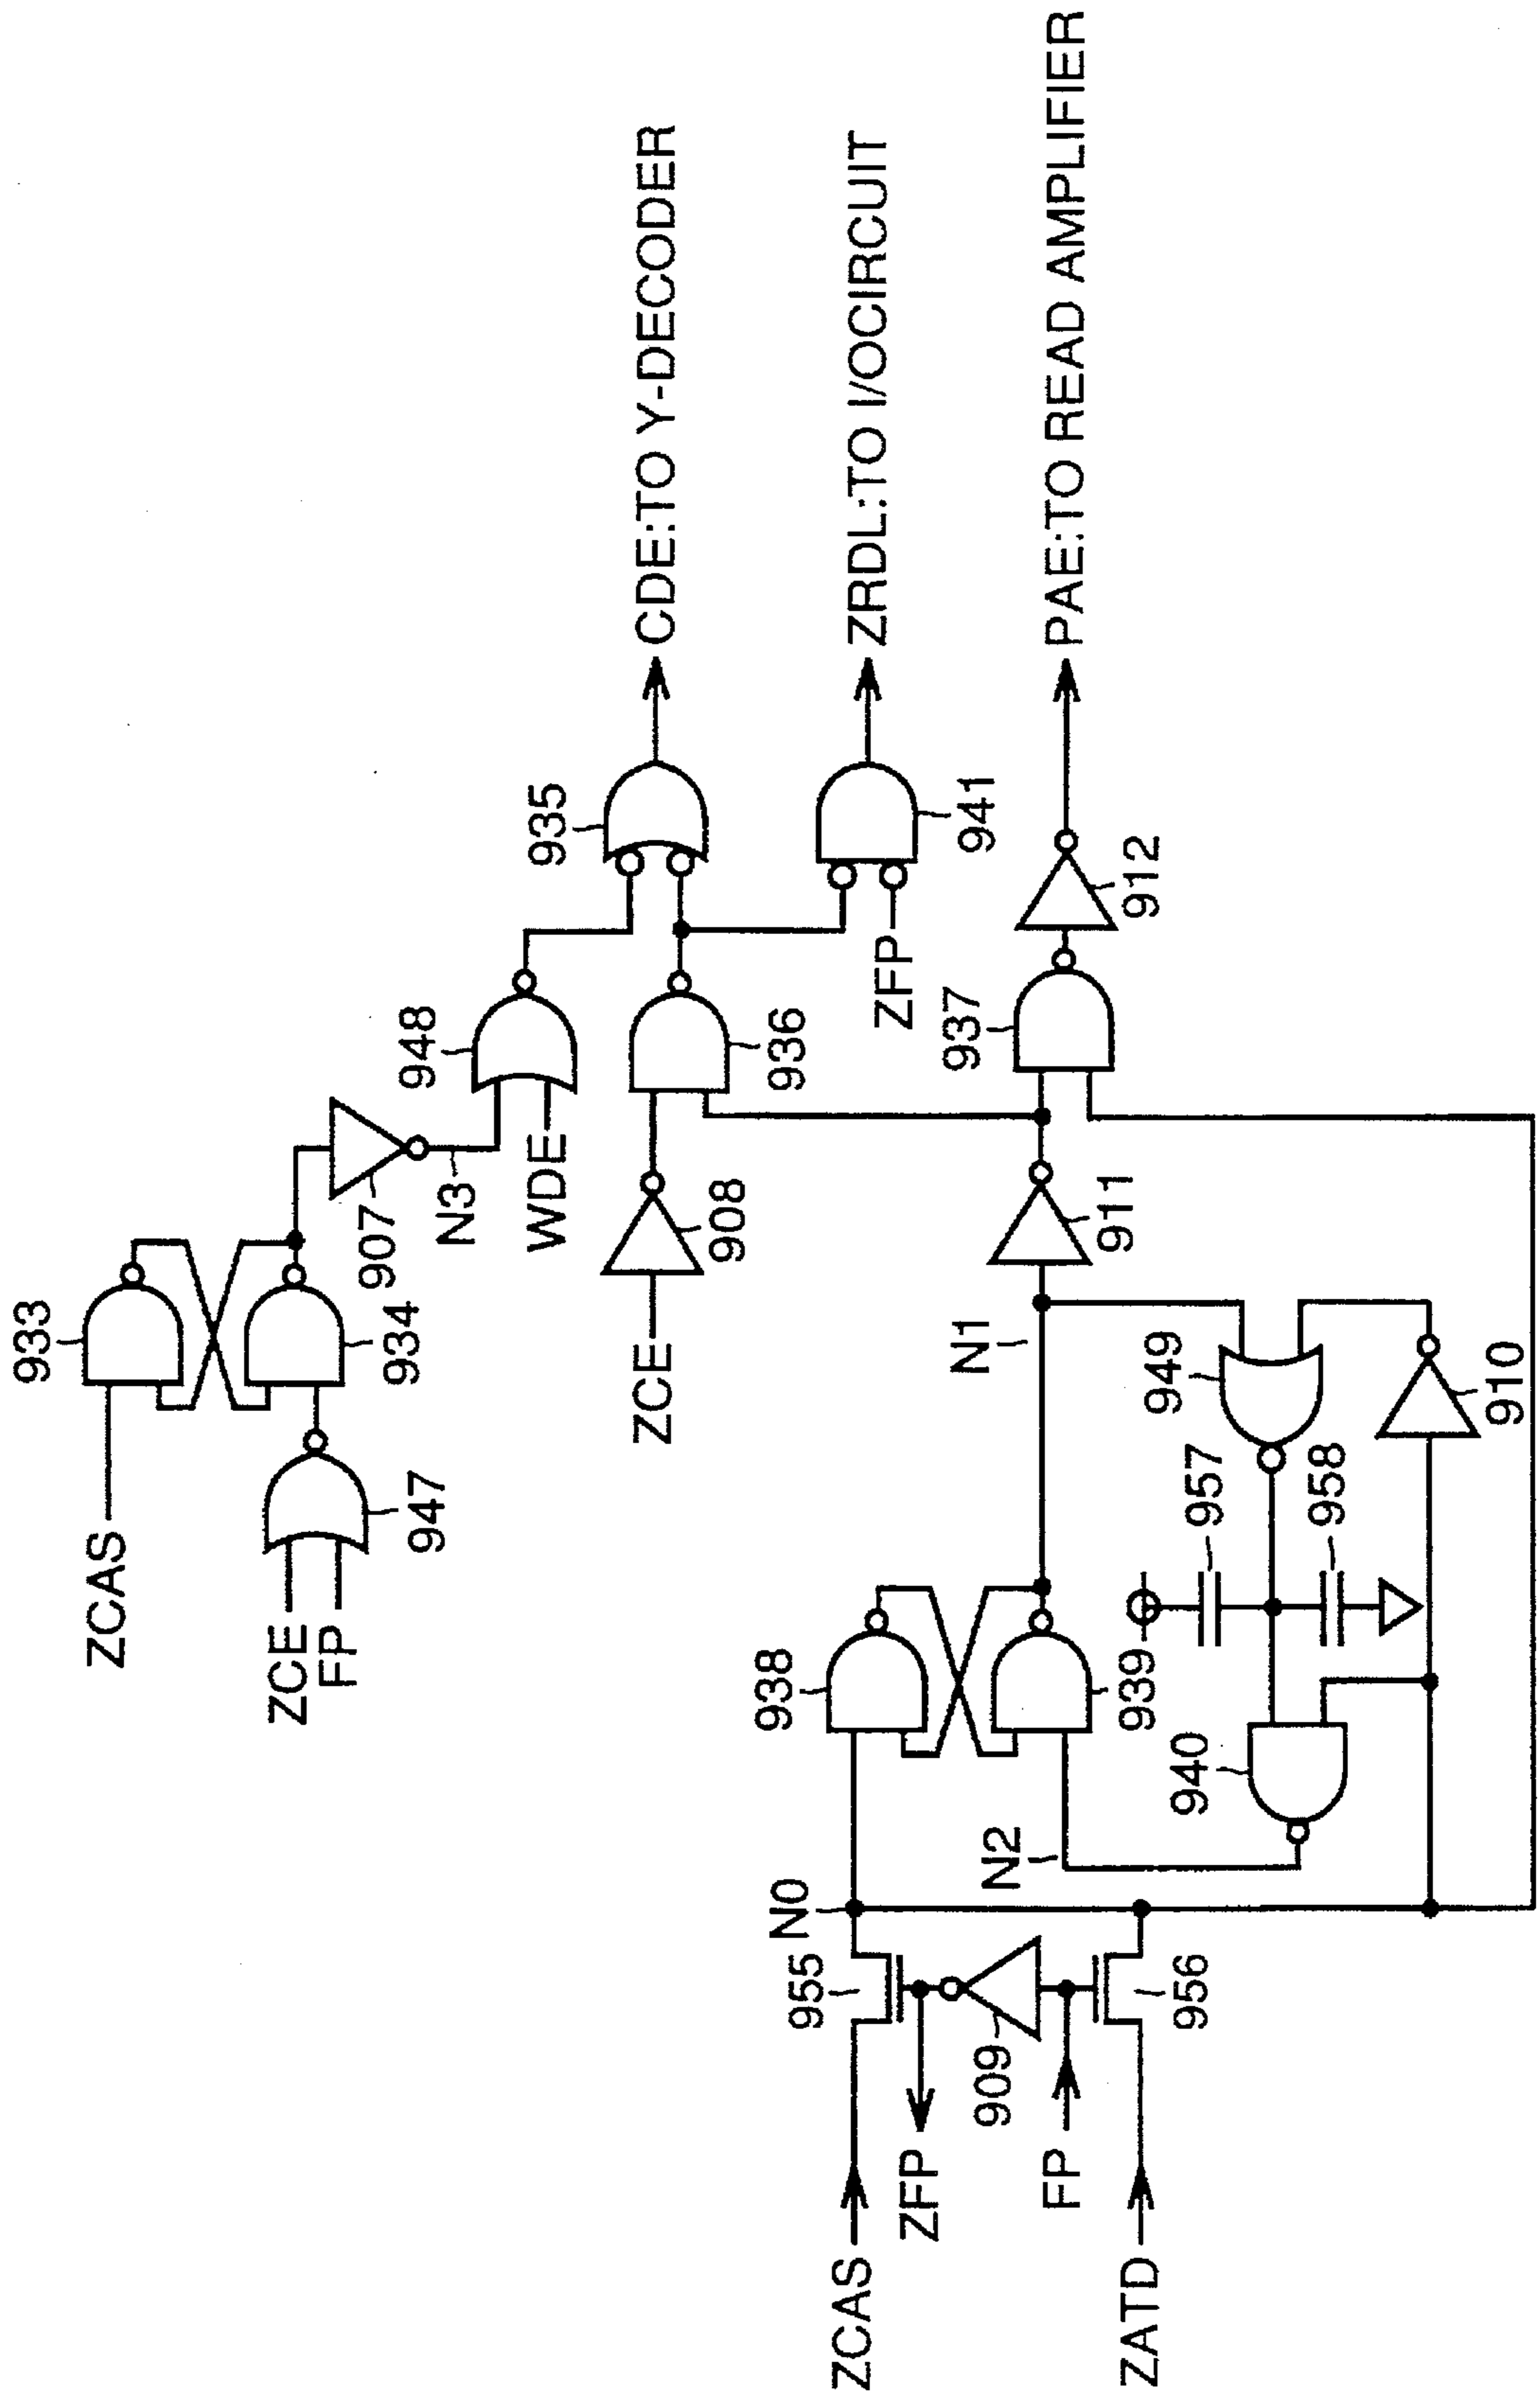 933
ZCAS
934
907
N3
ZCE
FP
947
948
WDE
935
CDE:TO Y-DECODER
ZCE
908
936
ZFP
941
ZRDL:TO I/OCIRCUIT
N1
911
937
912
PAE:TO READ AMPLIFIER
938
939
N0
N2
955
ZCAS
ZFP
909
FP
956
ZATD
940
957
958
949
910